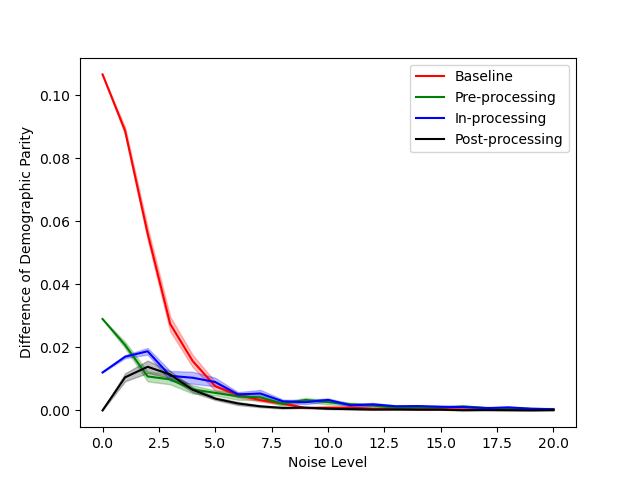 Baseline
Pre-processing
In-processing
Post-processing
Difference of Demographic Parity
0.10
0.08
0.06
0.04
0.02
0.00
0.0 2.5 5.0 7.5 10.0 12.5 15.0 17.5 20.0
Noise Level